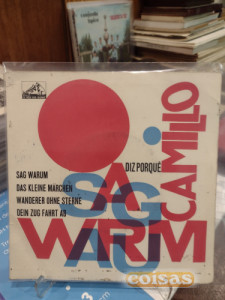 DIZ PORQUÊ
SAG WARUM
DAS KLEINE MÄRCHEN
WANDERER OHNE STERNE
DEIN ZUG FÄHRT AB
SAG
WARUM
CAMILLO
coisas